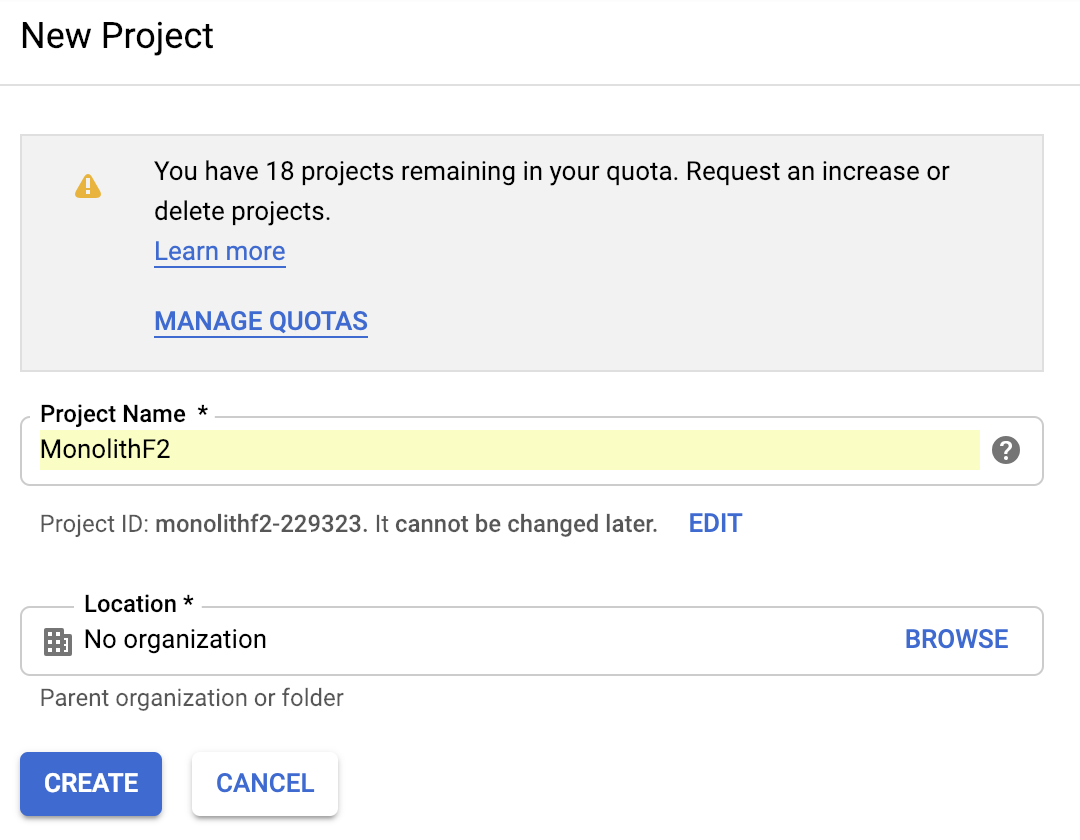 New Project
You have 18 projects remaining in your quota. Request an increase or
delete projects.
Learn more
MANAGE QUOTAS
Project Name *
MonolithF2
Project ID: monolithf2-229323. It cannot be changed later. EDIT
Location *
No organization BROWSE
Parent organization or folder
CREATE CANCEL